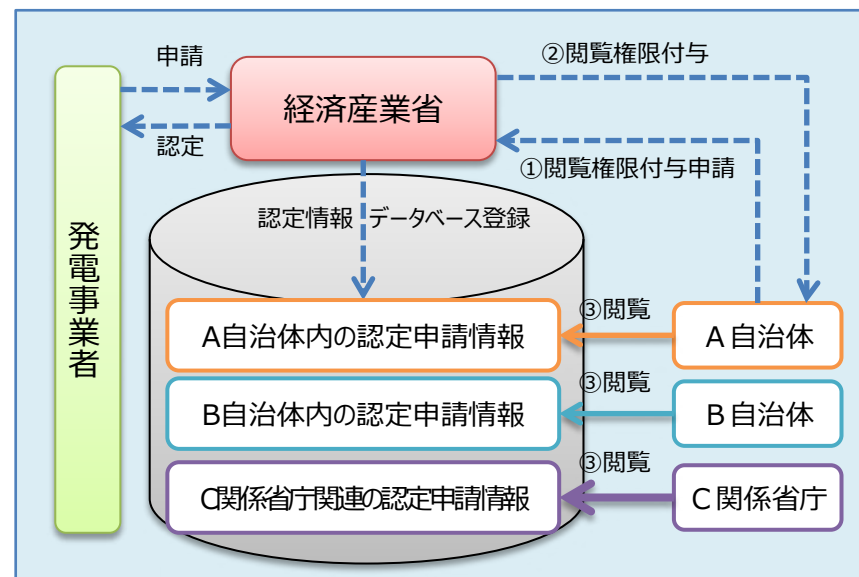 申請
②閲覧権限付与
経済産業省
認定
①閲覧権限付与申請
認定情報 データベース登録
発電事業者
③閲覧
A自治体内の認定申請情報
A自治体
③閲覧
B自治体内の認定申請情報
B自治体
③閲覧
C関係省庁関連の認定申請情報
C関係省庁